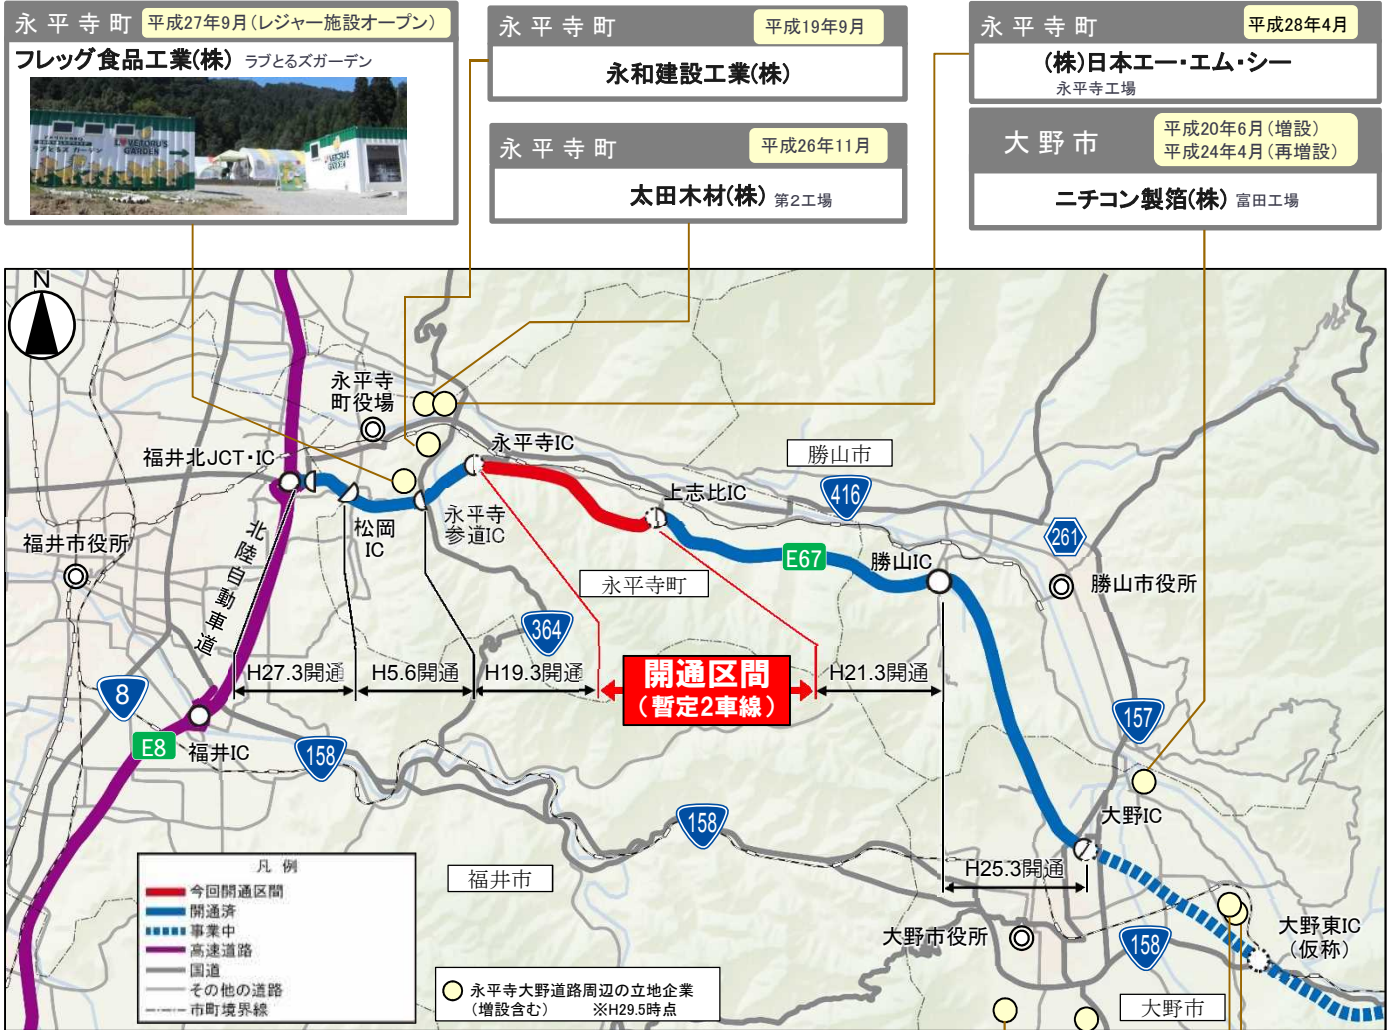 永平寺町 平成27年9月(レジャー施設オープン)
フレッグ食品工業(株) ラブとるズガーデン
LOVETORU'S
GARDEN
ラブとるズ ガーデン
永平寺町 平成19年9月
永和建設工業(株)
永平寺町 平成26年11月
太田木材(株) 第2工場
永平寺町 平成28年4月
(株)日本エー・エム・シー
永平寺工場
大野市 平成20年6月(増設)
平成24年4月(再増設)
ニチコン製箔(株) 富田工場
N
永平寺
町役場
福井北JCT・IC
永平寺IC
勝山市
416
上志比IC
261
福井市役所
松岡
IC
永平寺
参道IC
北陸自動車道
E67
勝山IC
永平寺町
勝山市役所
364
H27.3開通
H5.6開通
H19.3開通
開通区間
(暫定2車線)
H21.3開通
8
E8
福井IC
158
157
大野IC
158
福井市
H25.3開通
大野市役所
158
大野東IC
(仮称)
大野市
凡例
今回開通区間
開通済
事業中
高速道路
国道
その他の道路
市町境界線
永平寺大野道路周辺の立地企業
(増設含む) ※H29.5時点